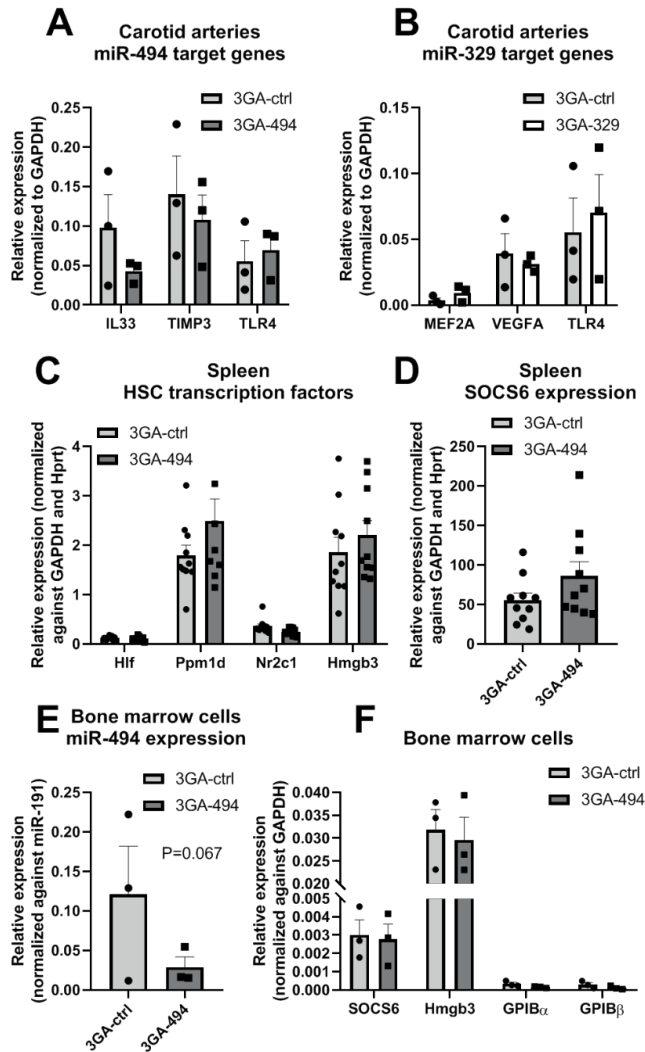 A
Carotid arteries
miR-494 target genes
Relative expression
(normalized to GAPDH)
0.25
0.20
0.15
0.10
0.05
0.00
3GA-ctrl
3GA-494
IL33 TIMP3 TLR4
B
Carotid arteries
miR-329 target genes
Relative expression
(normalized to GAPDH)
0.15
0.10
0.05
0.00
3GA-ctrl
3GA-329
MEF2A VEGFA TLR4
C
Spleen
HSC transcription factors
Relative expression (normalized
against GAPDH and Hprt)
4
3
2
1
0
3GA-ctrl
3GA-494
Hlf Ppm1d Nr2c1 Hmgb3
D
Spleen
SOCS6 expression
Relative expression (normalized
against GAPDH and Hprt)
250
200
150
100
50
0
3GA-ctrl
3GA-494
3GA-ctrl
3GA-494
E
Bone marrow cells
miR-494 expression
Relative expression
(normalized against miR-191)
0.25
0.20
0.15
0.10
0.05
0.00
3GA-ctrl
3GA-494
P=0.067
3GA-ctrl
3GA-494
F
Bone marrow cells
Relative expression
(normalized against GAPDH)
0.040
0.035
0.030
0.025
0.020
0.005
0.004
0.003
0.002
0.001
0.000
3GA-ctrl
3GA-494
SOCS6 Hmgb3 GPIBα GPIBβ